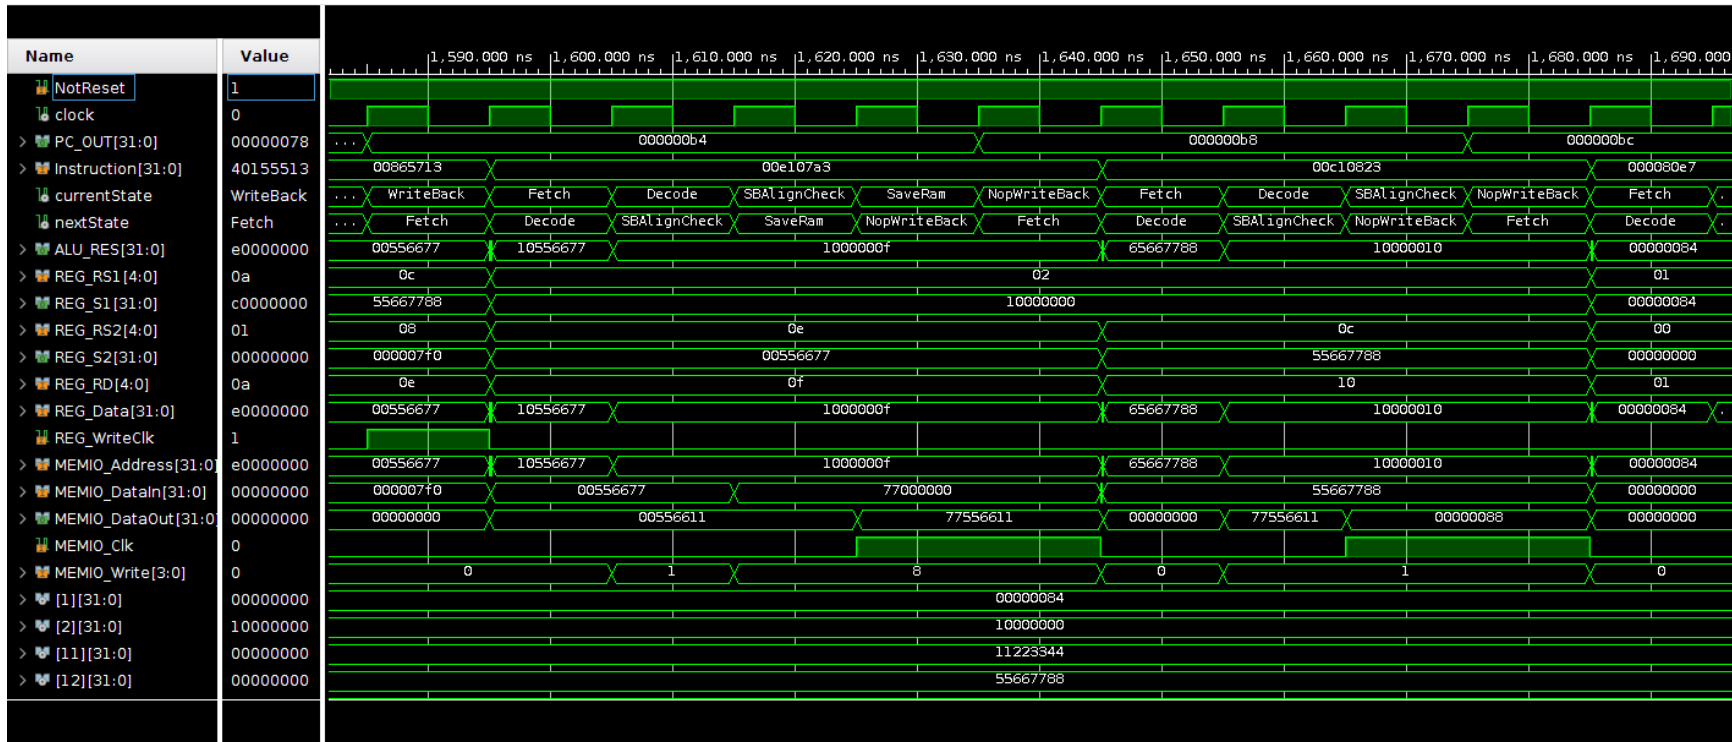 Name Value 1,590.000 ns 1,600.000 ns 1,610.000 ns 1,620.000 ns 1,630.000 ns 1,640.000 ns 1,650.000 ns 1,660.000 ns 1,670.000 ns 1,680.000 ns 1,690.000
NotReset 1
clock 0
PC_OUT[31:0] 00000078 ... 000000b4 000000b8 000000bc
Instruction[31:0] 40155513 00865713 00e107a3 00c10823 000080e7
currentState WriteBack ... WriteBack Fetch Decode SBAlignCheck SaveRam NopWriteBack Fetch Decode SBAlignCheck NopWriteBack Fetch .
nextState Fetch ... Fetch Decode SBAlignCheck SaveRam NopWriteBack Fetch Decode SBAlignCheck NopWriteBack Fetch Decode .
ALU_RES[31:0] e0000000 00556677 10556677 1000000f 65667788 10000010 00000084
REG_RS1[4:0] 0a 0c 02 01
REG_S1[31:0] c0000000 55667788 10000000 00000084
REG_RS2[4:0] 01 08 0e 0c 00
REG_S2[31:0] 00000000 000007f0 00556677 55667788 00000000
REG_RD[4:0] 0a 0e 0f 10 01
REG_Data[31:0] e0000000 00556677 10556677 1000000f 65667788 10000010 00000084 .
REG_WriteClk 1
MEMIO_Address[31:0] e0000000 00556677 10556677 1000000f 65667788 10000010 00000084
MEMIO_DataIn[31:0] 00000000 000007f0 00556677 77000000 55667788 00000000
MEMIO_DataOut[31:0] 00000000 00000000 00556611 77556611 00000000 77556611 00000088 00000000
MEMIO_Clk 0
MEMIO_Write[3:0] 0 0 1 8 0 1 0
[1][31:0] 00000000 00000084
[2][31:0] 10000000 10000000
[11][31:0] 00000000 11223344
[12][31:0] 00000000 55667788